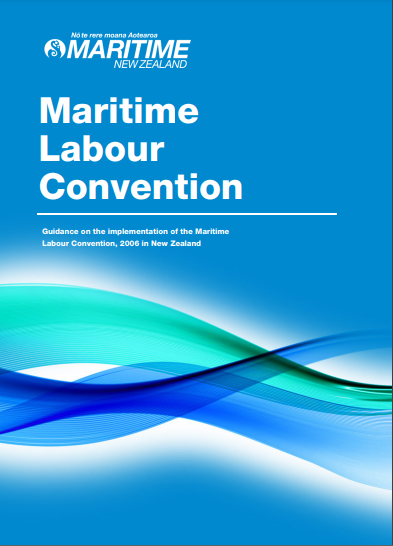 Nō te rere moana Aotearoa
MARITIME
NEW ZEALAND
Maritime
Labour
Convention
Guidance on the implementation of the Maritime
Labour Convention, 2006 in New Zealand